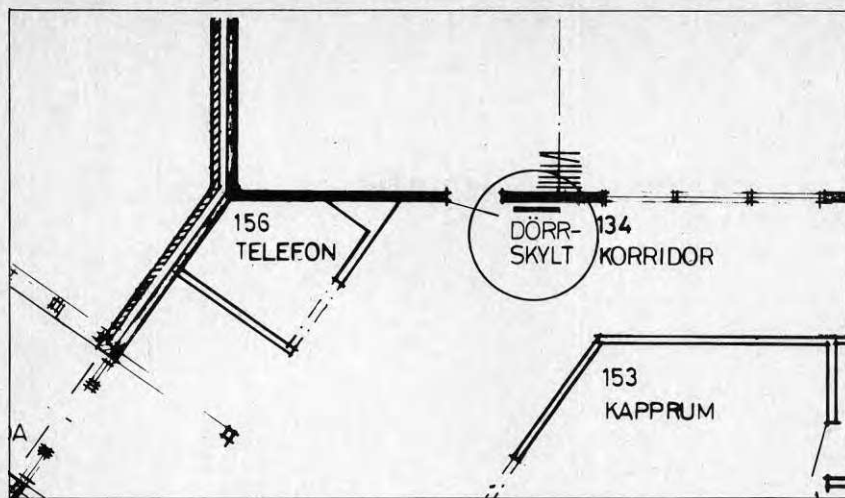 156
TELEFON
DÖRR-
SKYLT
134
KORRIDOR
153
KAPPRUM